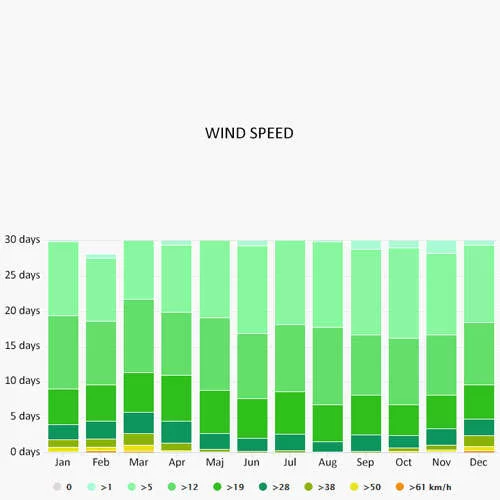 WIND SPEED
30 days
25 days
20 days
15 days
10 days
5 days
0 days
Jan Feb Mar Apr Maj Jun Jul Aug Sep Oct Nov Dec
0 >1 >5 >12 >19 >28 >38 >50 >61 km/h